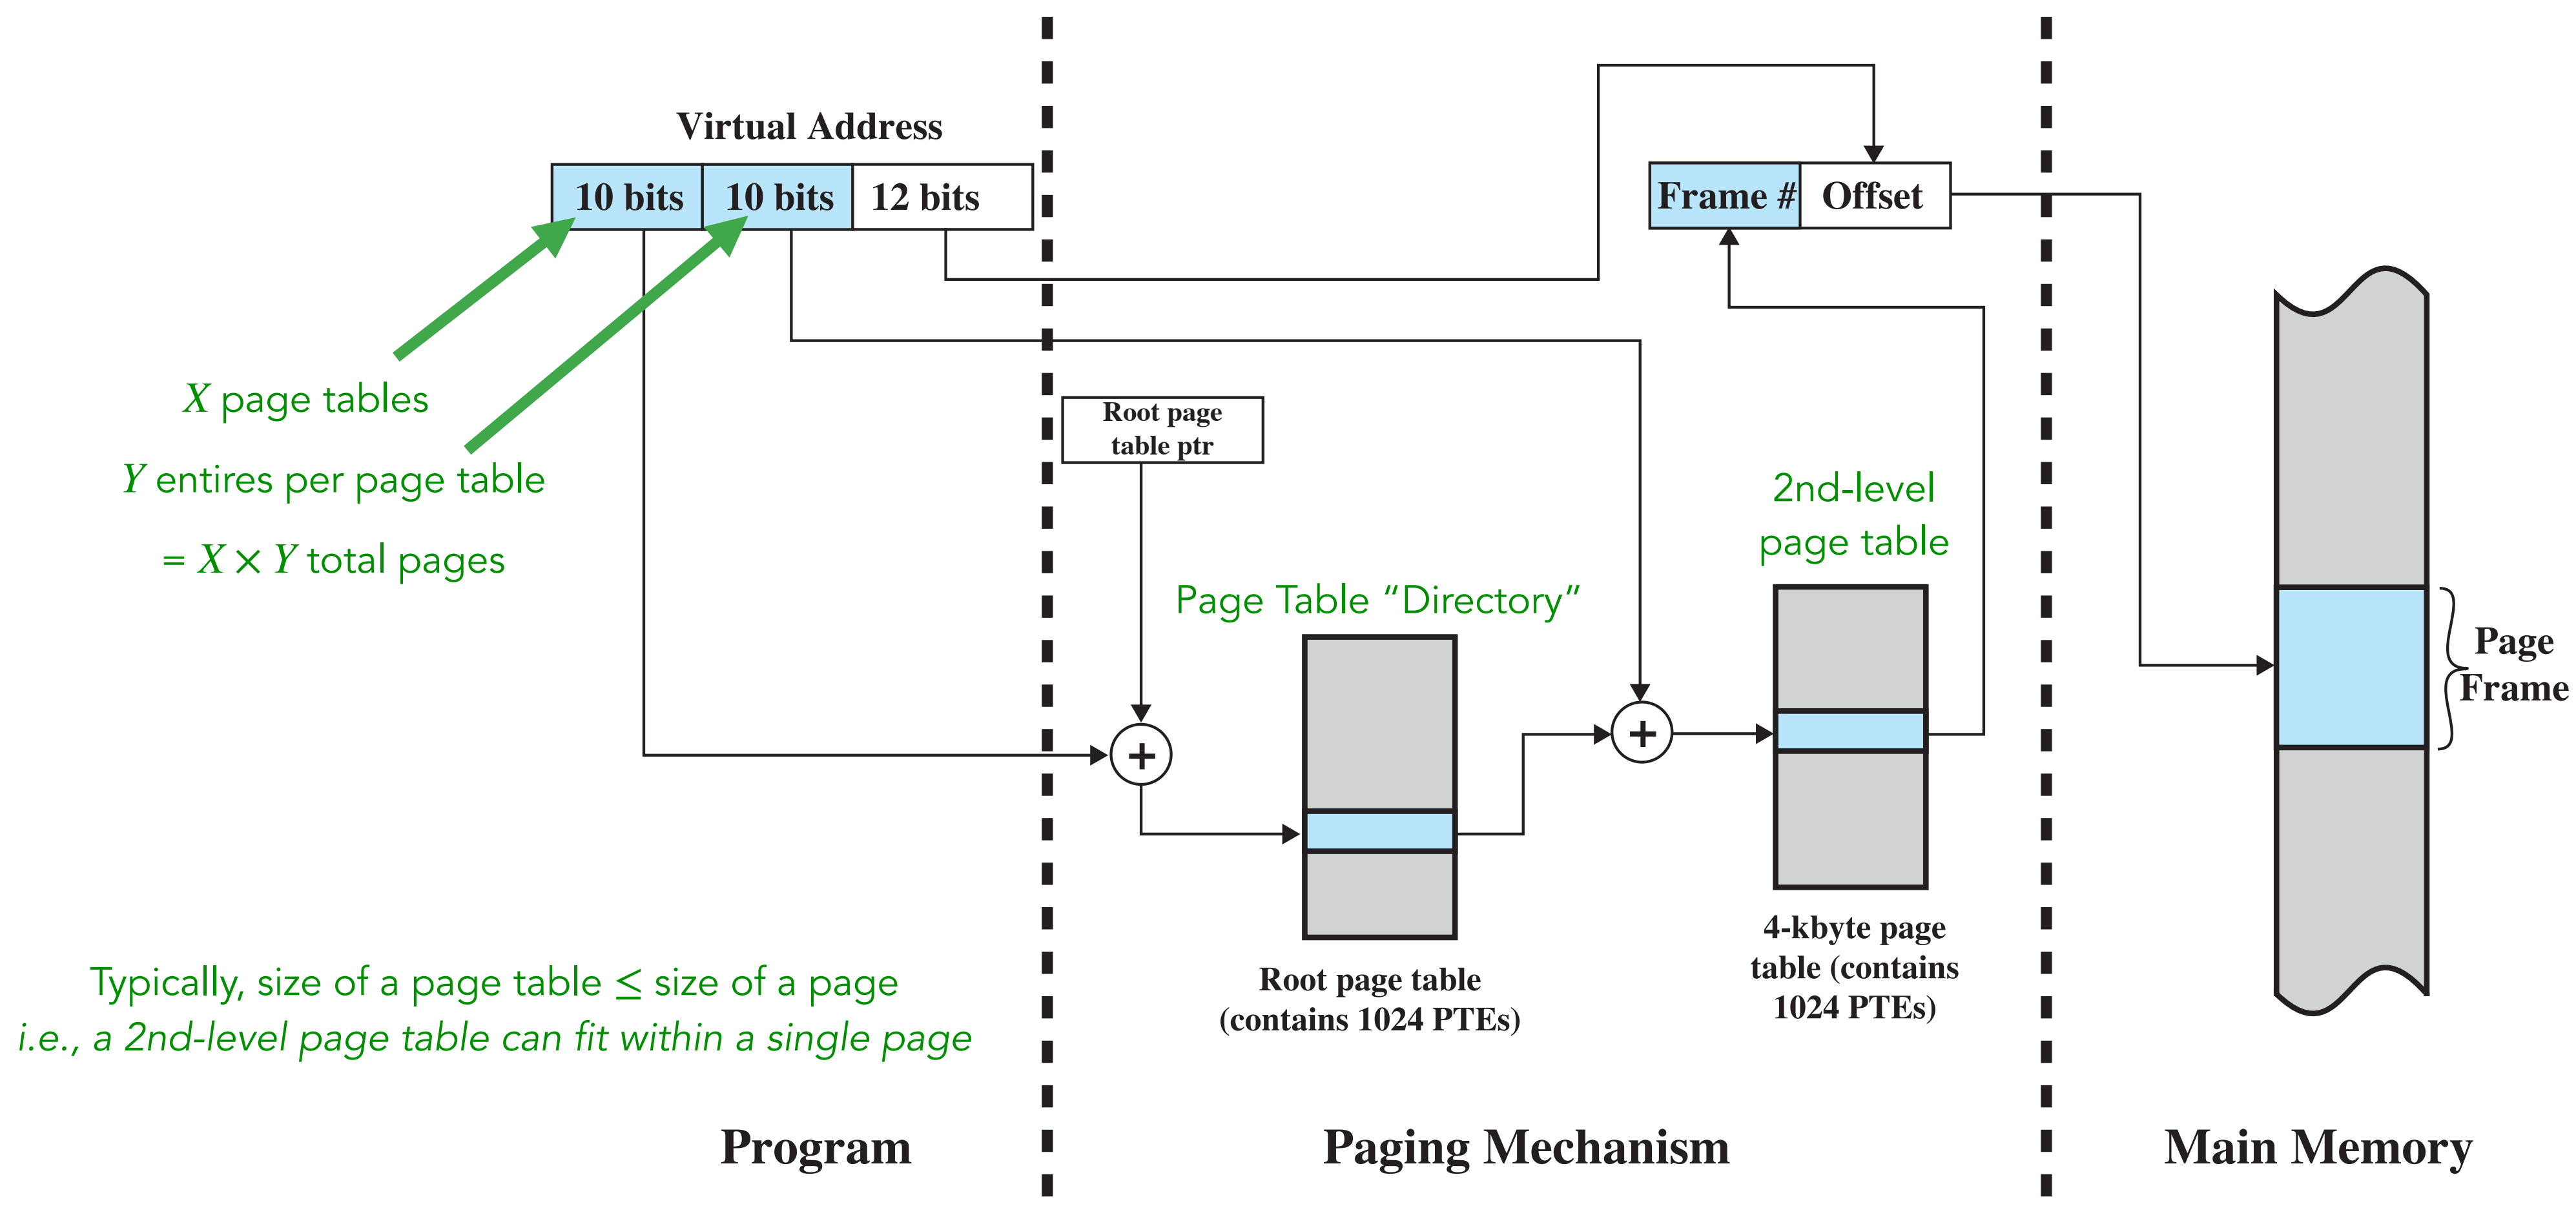 Virtual Address
10 bits
10 bits
12 bits
Frame #
Offset
X page tables
Y entires per page table
= X × Y total pages
Root page
table ptr
2nd-level
page table
Page Table “Directory”
+
+
Page
Frame
Root page table
(contains 1024 PTEs)
4-kbyte page
table (contains
1024 PTEs)
Typically, size of a page table ≤ size of a page
i.e., a 2nd-level page table can fit within a single page
Program
Paging Mechanism
Main Memory